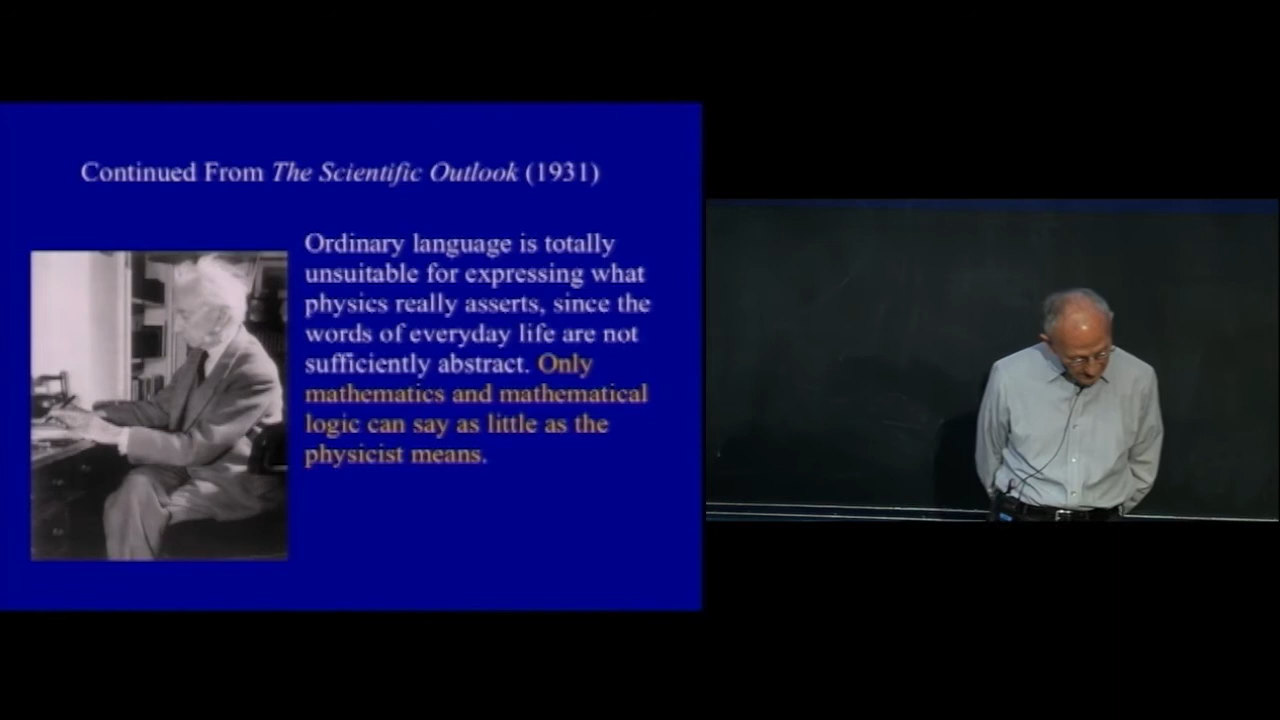 Continued From The Scientific Outlook (1931)
Ordinary language is totally
unsuitable for expressing what
physics really asserts, since the
words of everyday life are not
sufficiently abstract. Only
mathematics and mathematical
logic can say as little as the
physicist means.